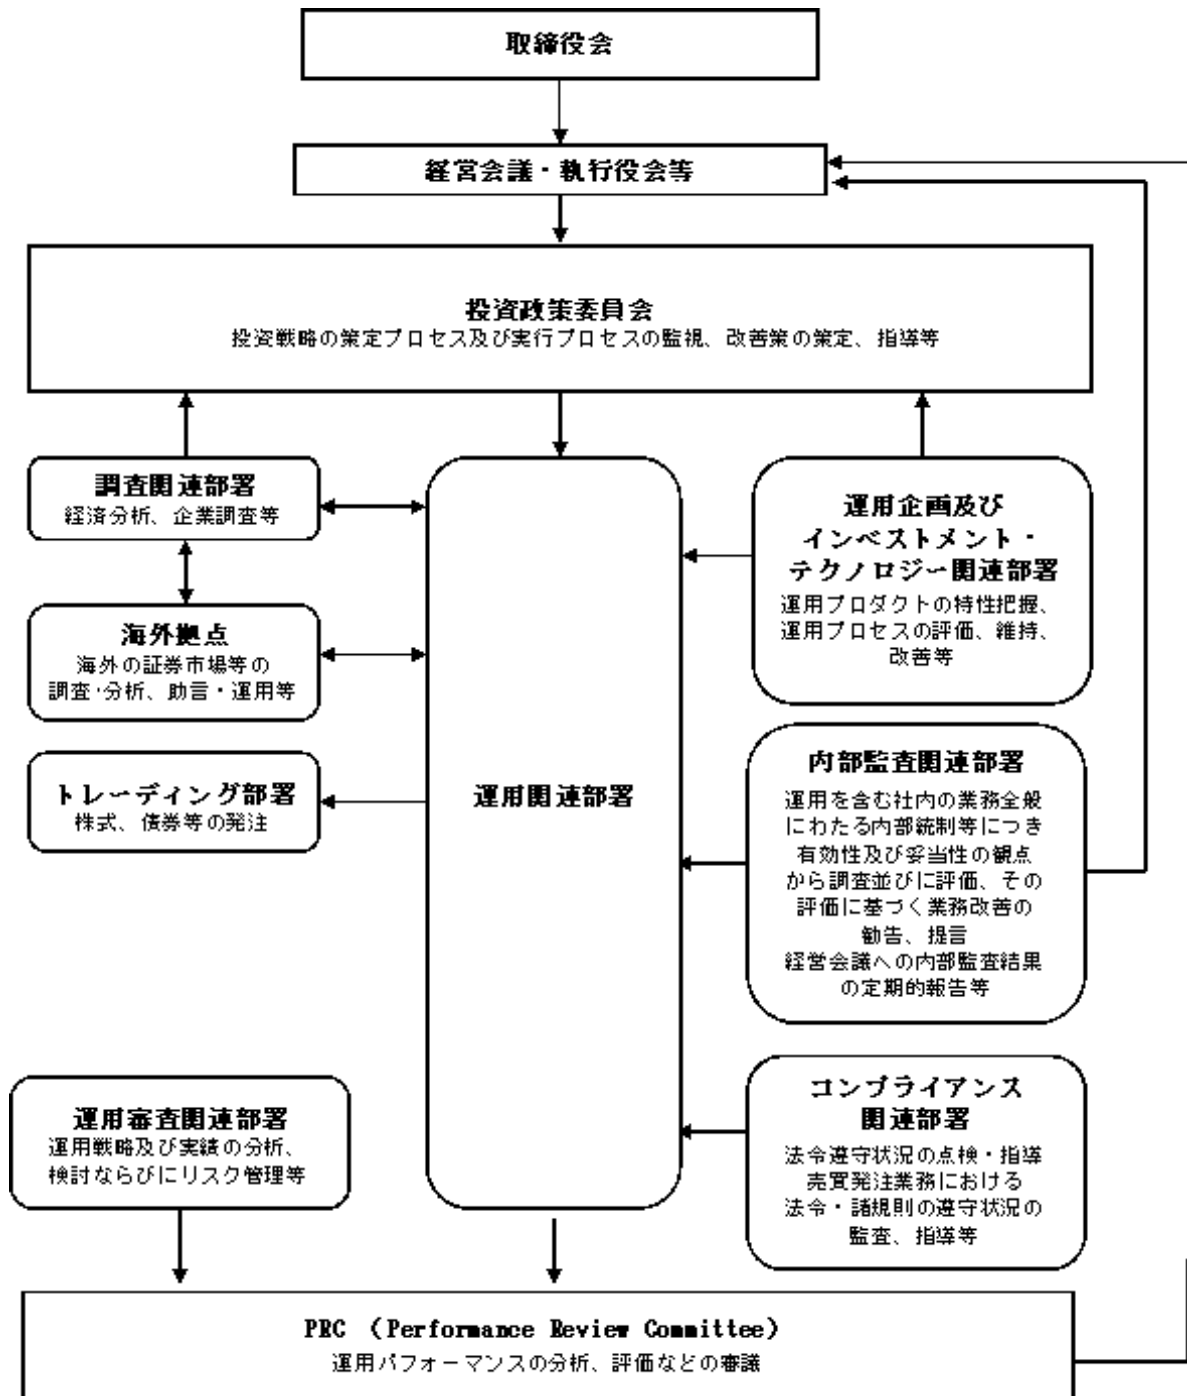 取締役会
経営会議・執行役会等
投資政策委員会
投資戦略の策定プロセス及び実行プロセスの監視、改善策の策定、指導等
調査関連部署
経済分析、企業調査等
海外拠点
海外の証券市場等の
調査・分析、助言・運用等
トレーディング部署
株式、債券等の発注
運用関連部署
運用企画及び
インベストメント・
テクノロジー関連部署
運用プロダクトの特性把握、
運用プロセスの評価、維持、
改善等
内部監査関連部署
運用を含む社内の業務全般
にわたる内部統制等につき
有効性及び妥当性の観点
から調査並びに評価、その
評価に基づく業務改善の
勧告、提言
経営会議への内部監査結果
の定期的報告等
コンプライアンス
関連部署
法令遵守状況の点検・指導
売買発注業務における
法令・諸規則の遵守状況の
監査、指導等
運用審査関連部署
運用戦略及び実績の分析、
検討ならびにリスク管理等
PRC （Performance Review Committee）
運用パフォーマンスの分析、評価などの審議